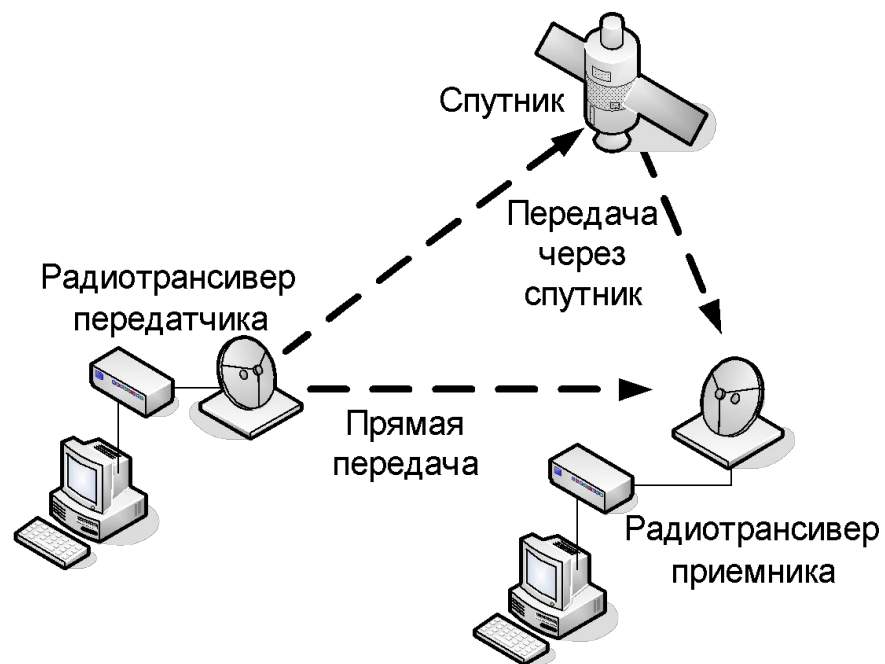 Спутник
Передача
через
спутник
Радиотрансивер
передатчика
Прямая
передача
Радиотрансивер
приемника